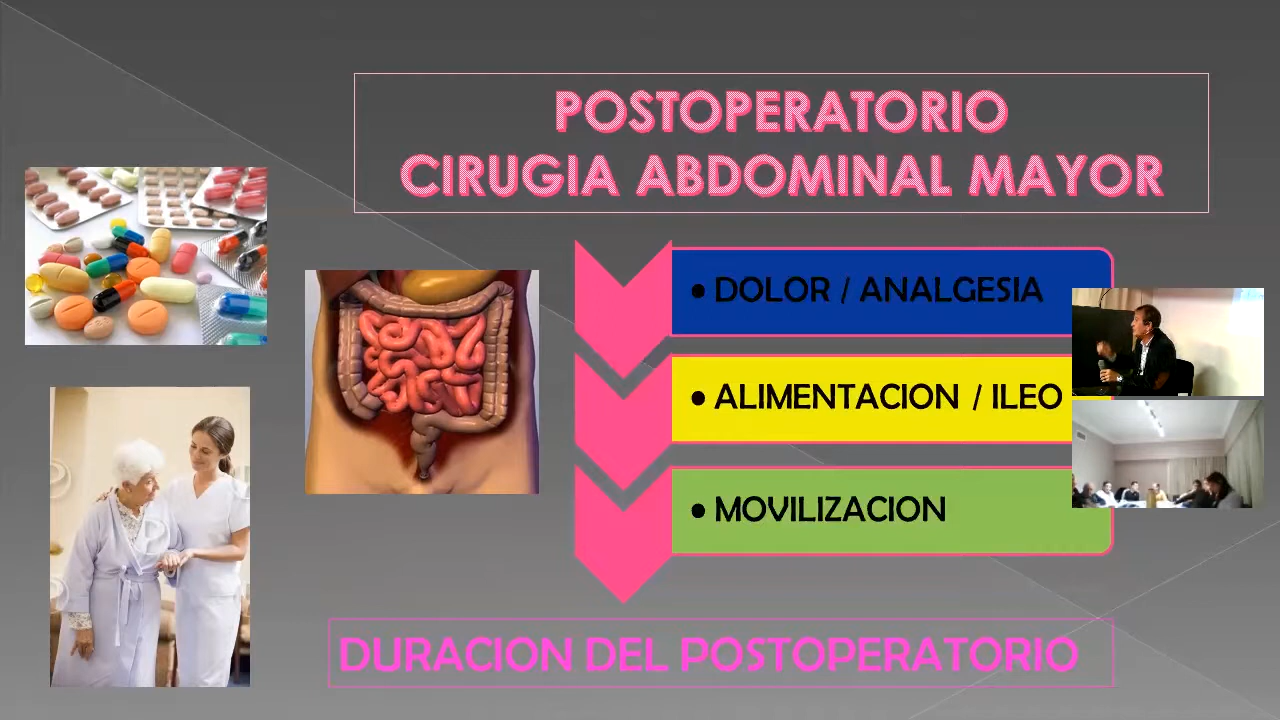 POSTOPERATORIO
CIRUGIA ABDOMINAL MAYOR
• DOLOR / ANALGESIA
• ALIMENTACION / ILEO
• MOVILIZACION
DURACION DEL POSTOPERATORIO